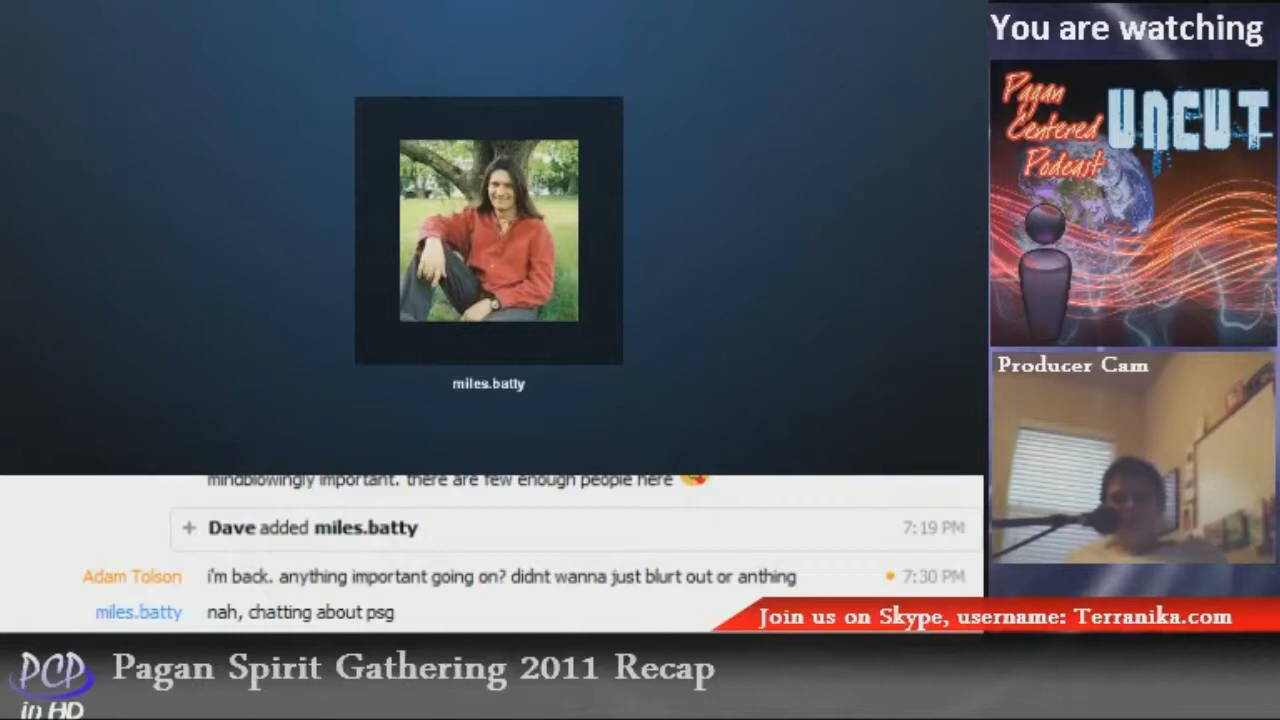 You are watching
Pagan
Centered
Podcast
UNCUT
Producer Cam
miles.batty
mindblowingly important. there are few enough people here
+ Dave added miles.batty 7:19 PM
Adam Tolson i'm back. anything important going on? didnt wanna just blurt out or anthing 7:30 PM
miles.batty nah, chatting about psg
Join us on Skype, username: Terranika.com
PCP
in HD
Pagan Spirit Gathering 2011 Recap